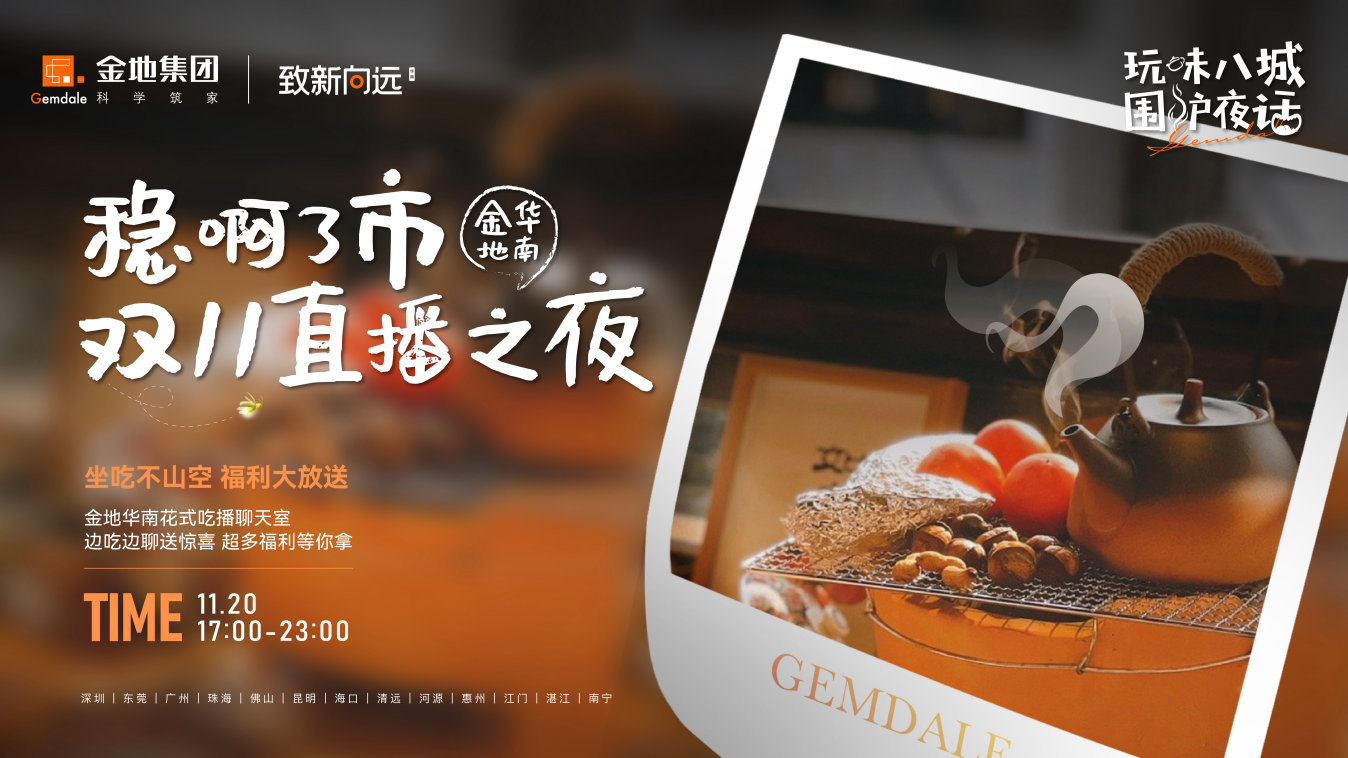 金地集团
Gemdale 科学筑家
致新向远
玩味八城
围炉夜话
Gemdale
稳啊了市
金地华南
双11直播之夜
坐吃不山空 福利大放送
金地华南花式吃播聊天室
边吃边聊送惊喜 超多福利等你拿
TIME
11.20
17:00-23:00
深圳 | 东莞 | 广州 | 珠海 | 佛山 | 昆明 | 海口 | 清远 | 河源 | 惠州 | 江门 | 湛江 | 南宁
GEMDALE